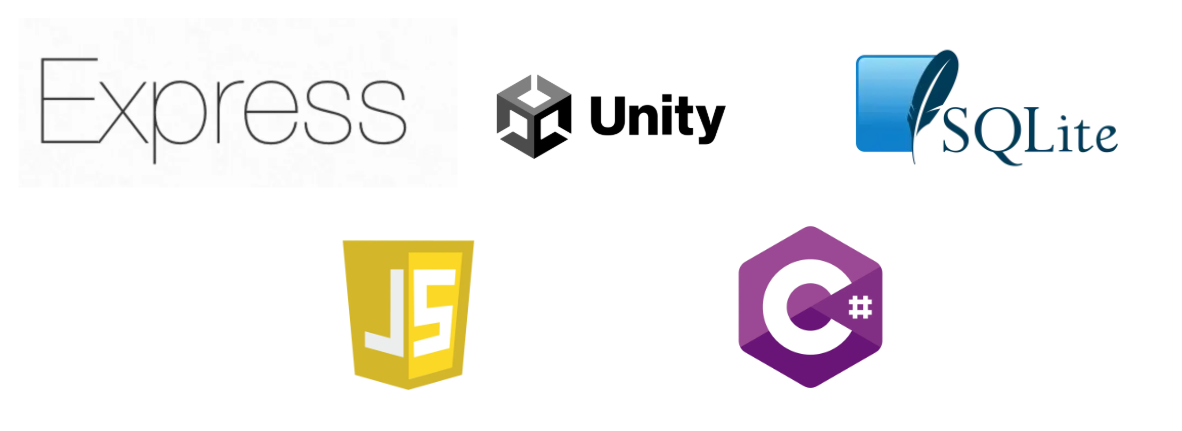 Express
Unity
SQLite
JS
C#